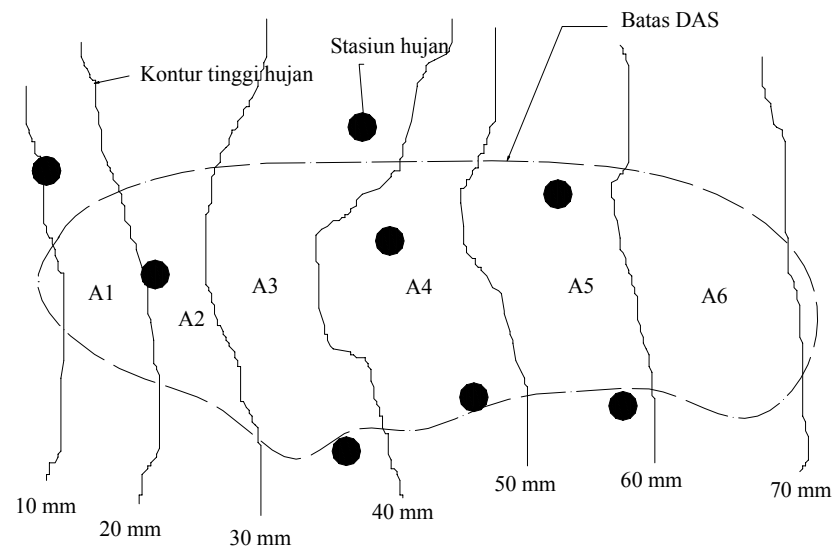 Batas DAS
Stasiun hujan
Kontur tinggi hujan
A1
A2
A3
A4
A5
A6
10 mm
20 mm
30 mm
40 mm
50 mm
60 mm
70 mm